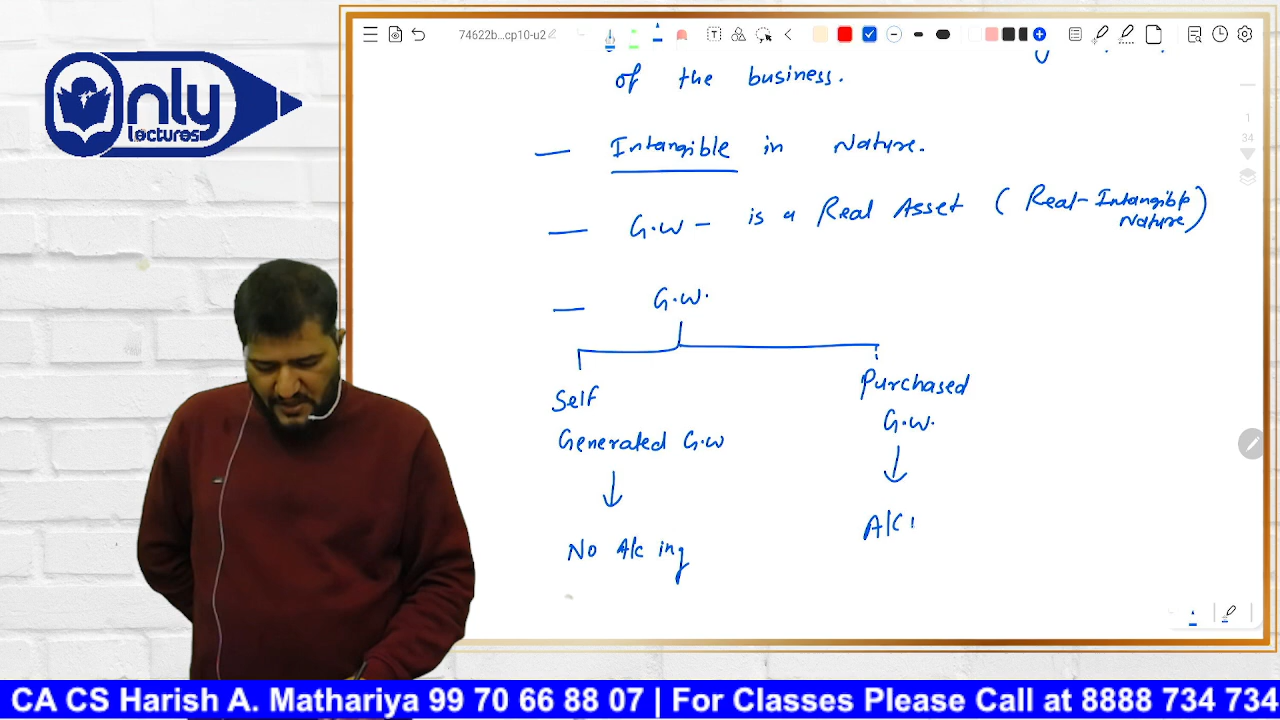 Only
lectures
74622b...cp10-u2
of the business.
— Intangible in Nature.
— G.W – is a Real Asset (Real-Intangible
Nature)
— G.W.
Self
Generated G.W
No A/c ing
Purchased
G.W.
A/c
1
34
CA CS Harish A. Mathariya 99 70 66 88 07 | For Classes Please Call at 8888 734 734